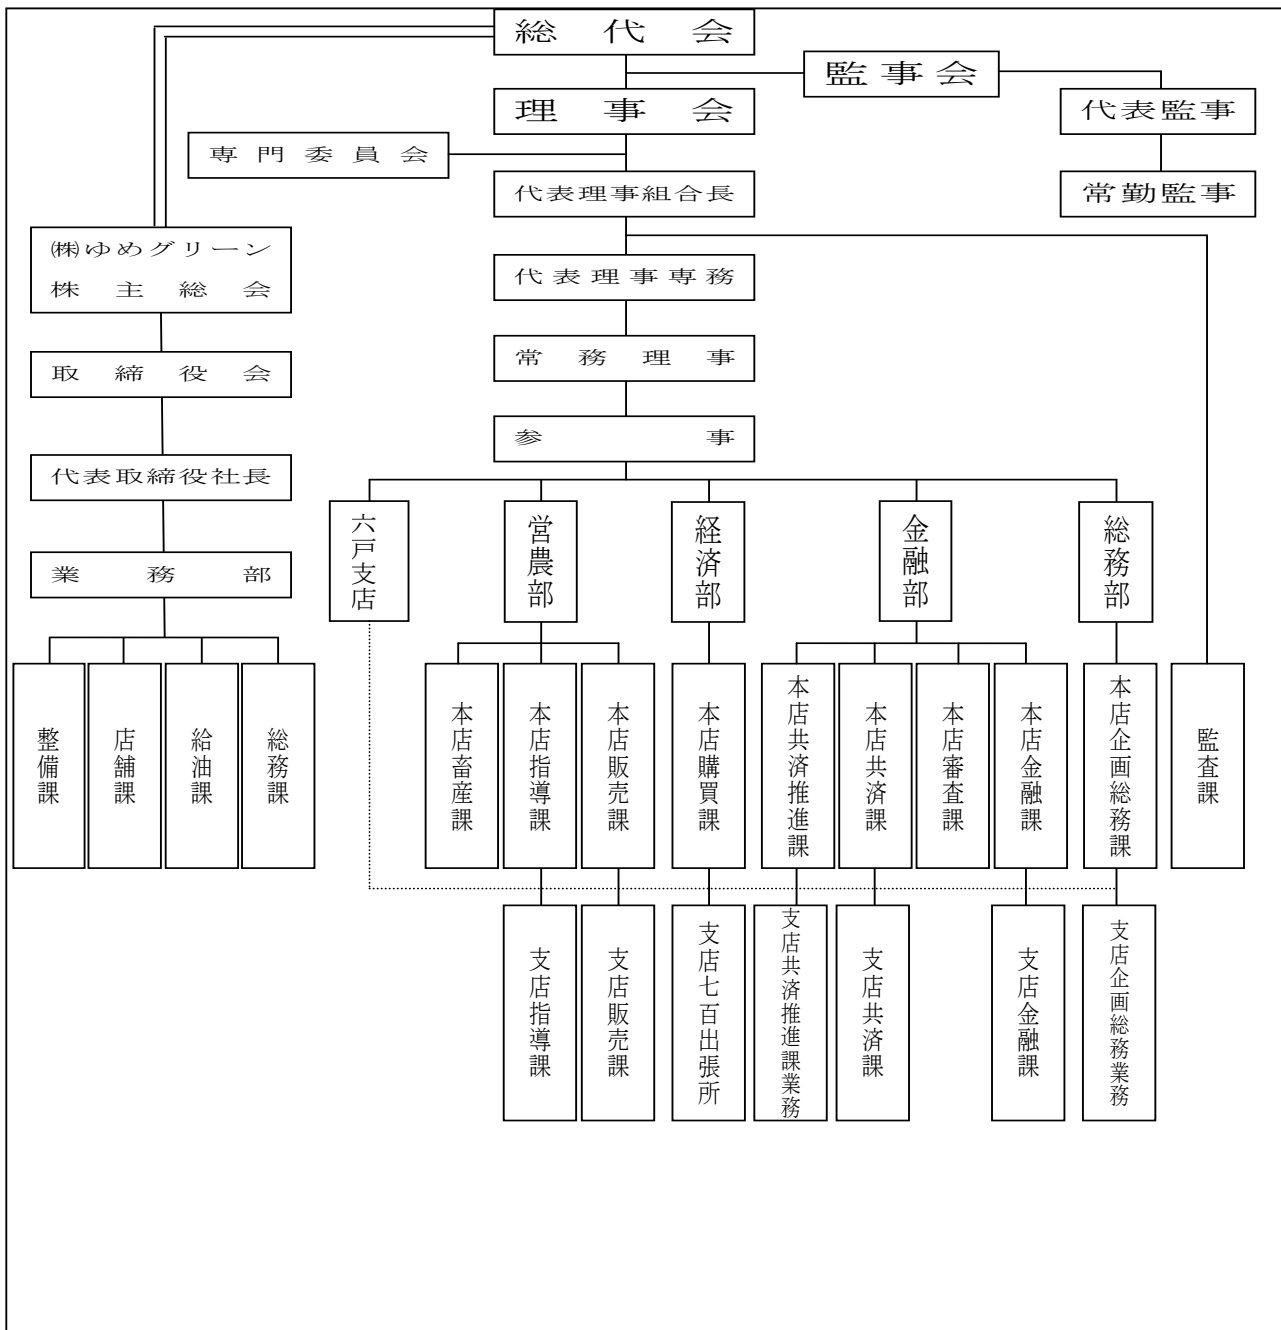 総代会
監事会
理事会
代表監事
専門委員会
代表理事組合長
常勤監事
㈱ゆめグリーン
株主総会
代表理事専務
常務理事
取締役会
参事
代表取締役社長
業務部
六戸支店
営農部
経済部
金融部
総務部
整備課
店舗課
給油課
総務課
本店畜産課
本店指導課
本店販売課
本店購買課
本店共済推進課
本店共済課
本店審査課
本店金融課
本店企画総務課
監査課
支店指導課
支店販売課
支店七百出張所
支店共済推進課業務
支店共済課
支店金融課
支店企画総務業務